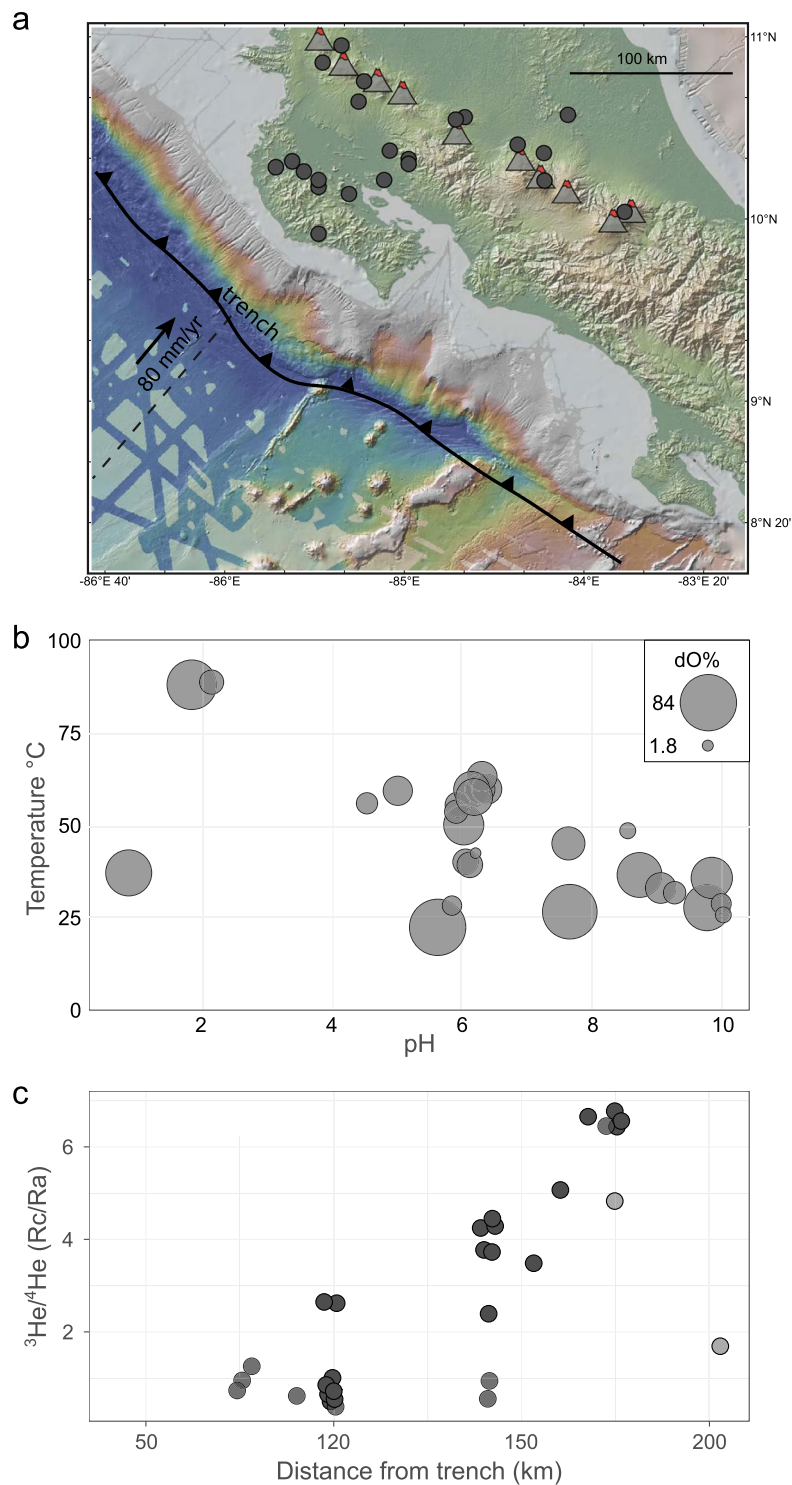 a
11°N
100 km
10°N
trench
80 mm/yr
9°N
8°N 20'
-86°E 40'
-86°E
-85°E
-84°E
-83°E 20'
b
100
dO%
84
1.8
75
Temperature °C
50
25
0
2
4
6
8
10
pH
c
6
³He/⁴He (Rc/Ra)
4
2
50
120
150
200
Distance from trench (km)